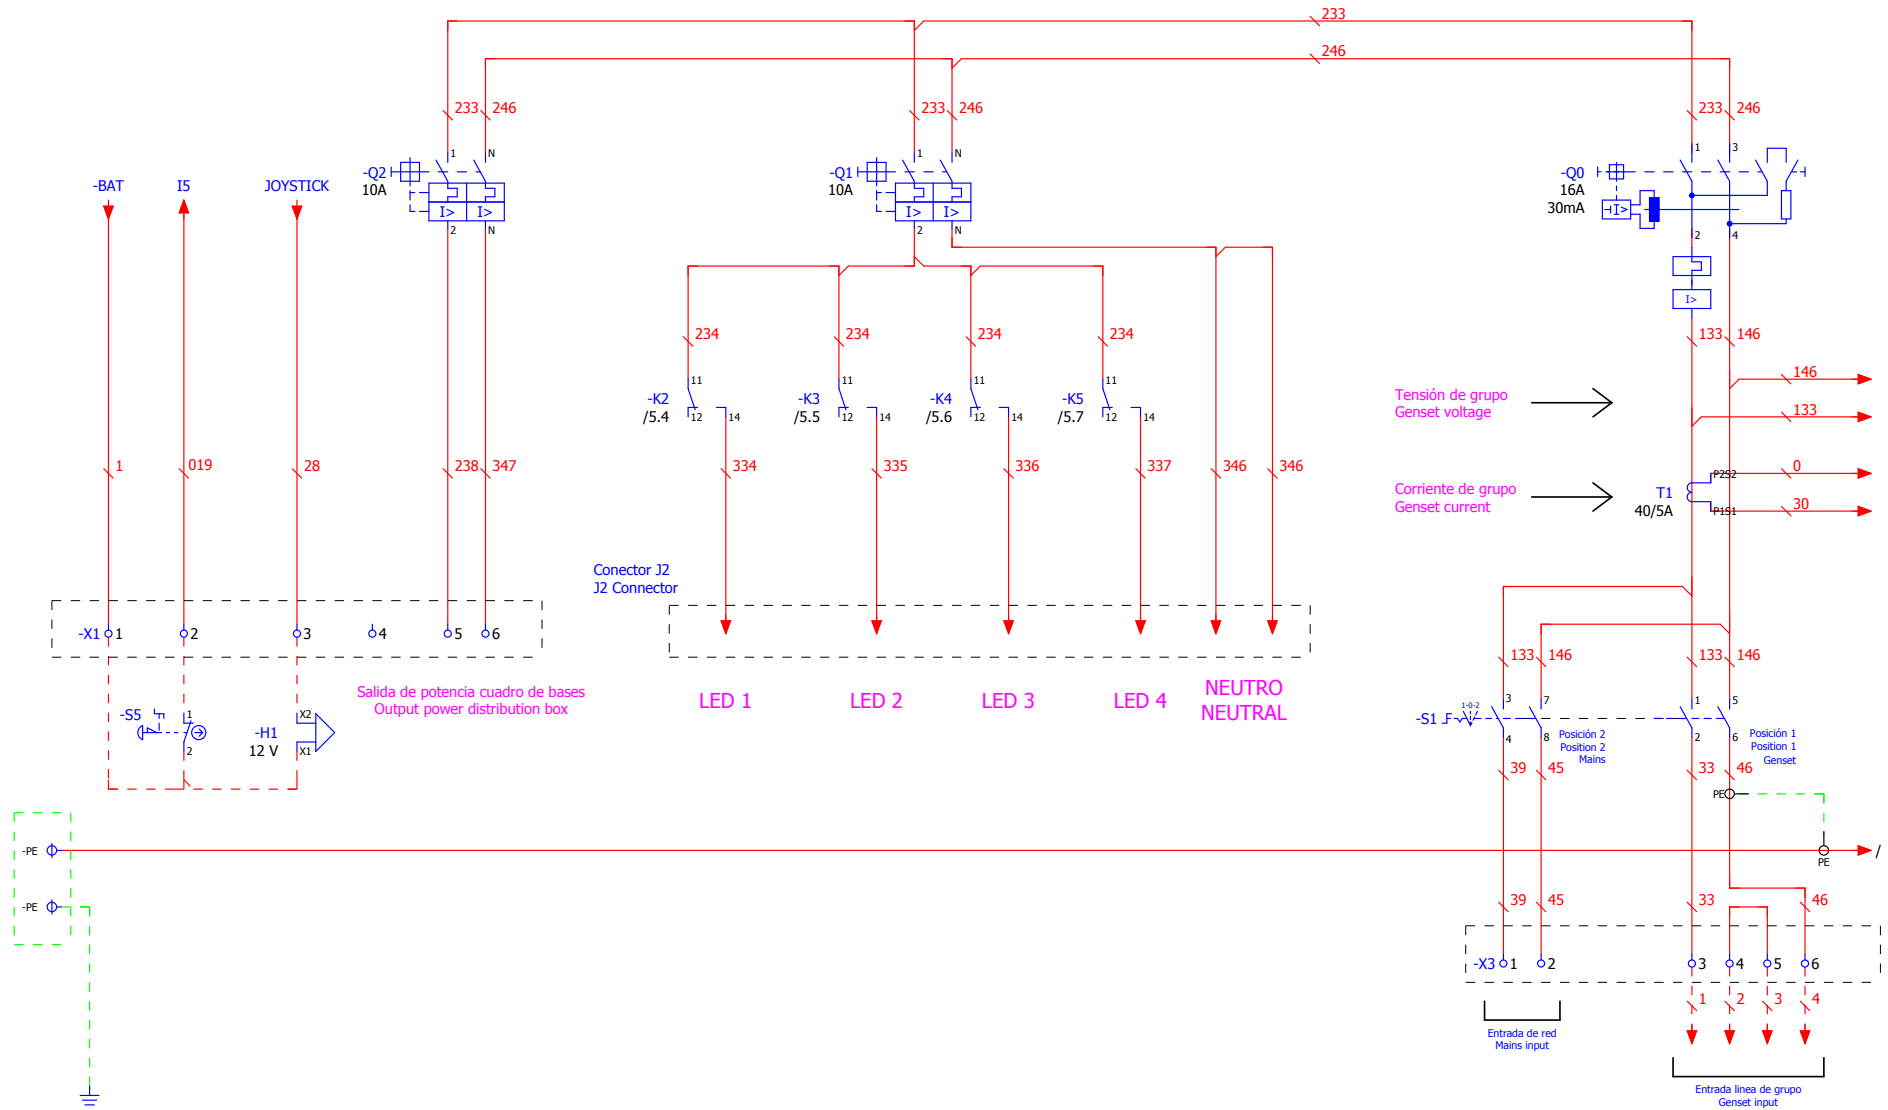 233
246
233 246
233 246
233 246
1 N
-Q2
10A
I> I>
2 N
1 N
-Q1
10A
I> I>
2 N
1 3
-Q0
16A
30mA
I>
2 4
I>
-BAT
I5
JOYSTICK
234
234
234
234
133 146
11
-K2
/5.4
12 14
11
-K3
/5.5
12 14
11
-K4
/5.6
12 14
11
-K5
/5.7
12 14
Tensión de grupo
Genset voltage
146
133
1
019
28
238 347
334
335
336
337
346
346
Corriente de grupo
Genset current
T1
40/5A
P2S2
P1S1
0
30
Conector J2
J2 Connector
-X1 1 2 3 4 5 6
Salida de potencia cuadro de bases
Output power distribution box
LED 1
LED 2
LED 3
LED 4
NEUTRO
NEUTRAL
133 146
133 146
-S5
1
2
-H1
12 V
X2
X1
-S1
1-0-2
3 7
4 8
Posición 2
Position 2
Mains
1 5
2 6
Posición 1
Position 1
Genset
39 45
33 46
PE
-PE
PE
/
-PE
39 45
33
46
-X3 1 2 3 4 5 6
1 2 3 4
Entrada de red
Mains input
Entrada linea de grupo
Genset input